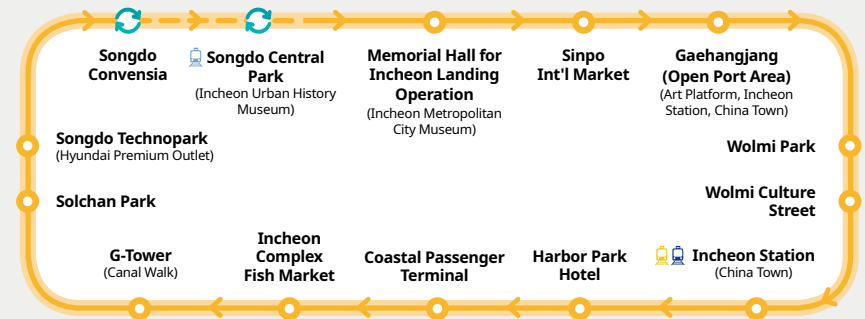 Songdo
Convensia
Songdo Central
Park
(Incheon Urban History
Museum)
Memorial Hall for
Incheon Landing
Operation
(Incheon Metropolitan
City Museum)
Sinpo
Int'l Market
Gaehangjang
(Open Port Area)
(Art Platform, Incheon
Station, China Town)
Songdo Technopark
(Hyundai Premium Outlet)
Wolmi Park
Solchan Park
Wolmi Culture
Street
G-Tower
(Canal Walk)
Incheon
Complex
Fish Market
Coastal Passenger
Terminal
Harbor Park
Hotel
Incheon Station
(China Town)